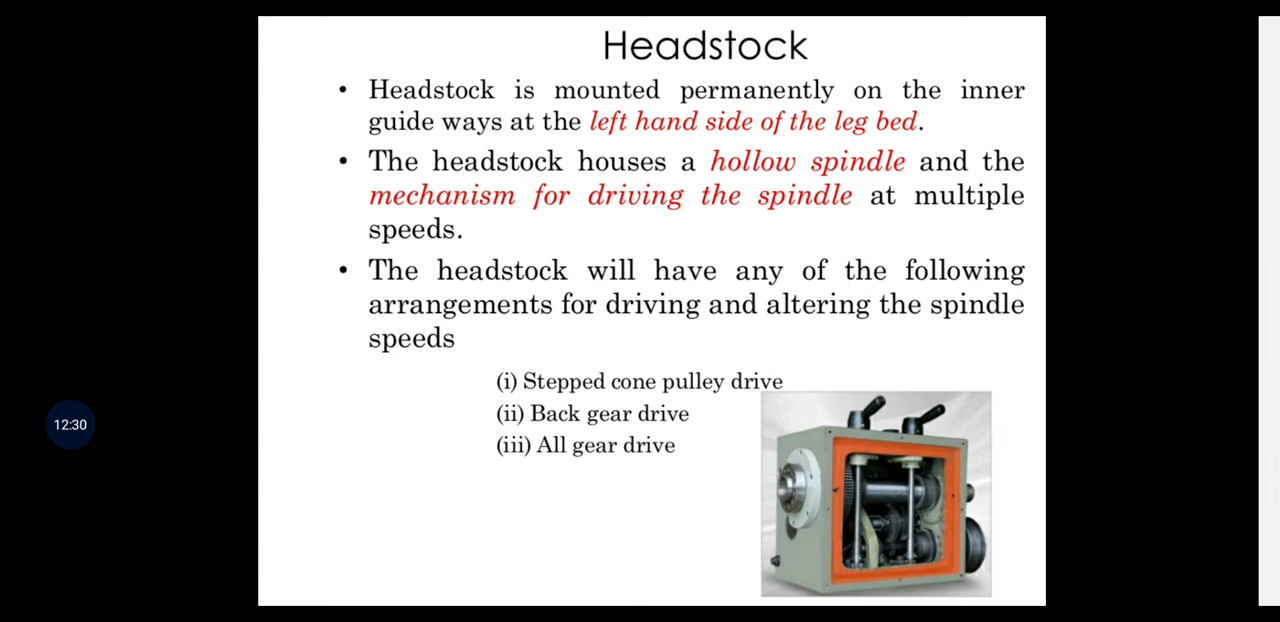 Headstock
• Headstock is mounted permanently on the inner
guide ways at the left hand side of the leg bed.
• The headstock houses a hollow spindle and the
mechanism for driving the spindle at multiple
speeds.
• The headstock will have any of the following
arrangements for driving and altering the spindle
speeds
(i) Stepped cone pulley drive
(ii) Back gear drive
(iii) All gear drive
12:30